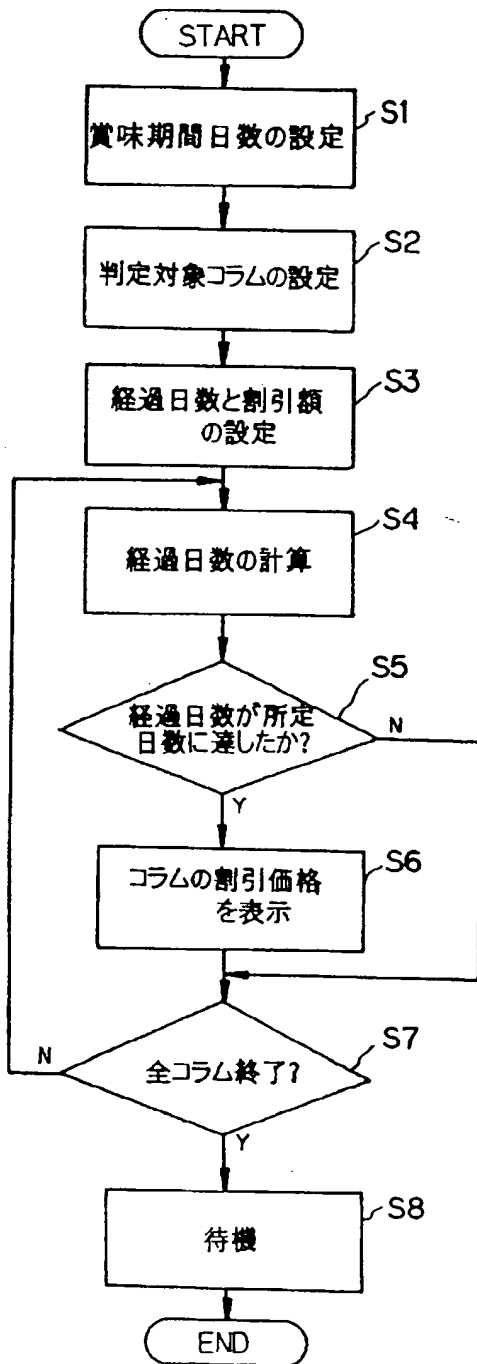 START
S1
賞味期間日数の設定
S2
判定対象コラムの設定
S3
経過日数と割引額
の設定
S4
経過日数の計算
S5
経過日数が所定
日数に達したか?
N
Y
S6
コラムの割引価格
を表示
S7
N
全コラム終了?
Y
S8
待機
END